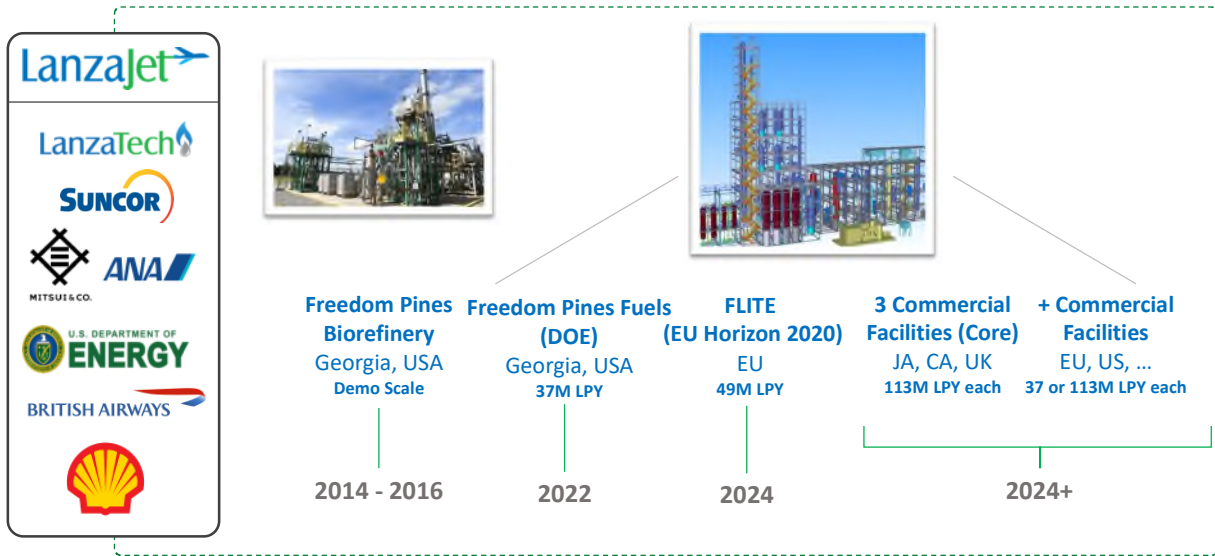 LanzaJet
LanzaTech
SUNCOR
MITSUI & CO.
ANA
U.S. DEPARTMENT OF
ENERGY
BRITISH AIRWAYS
Freedom Pines
Biorefinery
Georgia, USA
Demo Scale
2014 - 2016
Freedom Pines Fuels
(DOE)
Georgia, USA
37M LPY
2022
FLITE
(EU Horizon 2020)
EU
49M LPY
2024
3 Commercial
Facilities (Core)
JA, CA, UK
113M LPY each
+ Commercial
Facilities
EU, US, ...
37 or 113M LPY each
2024+